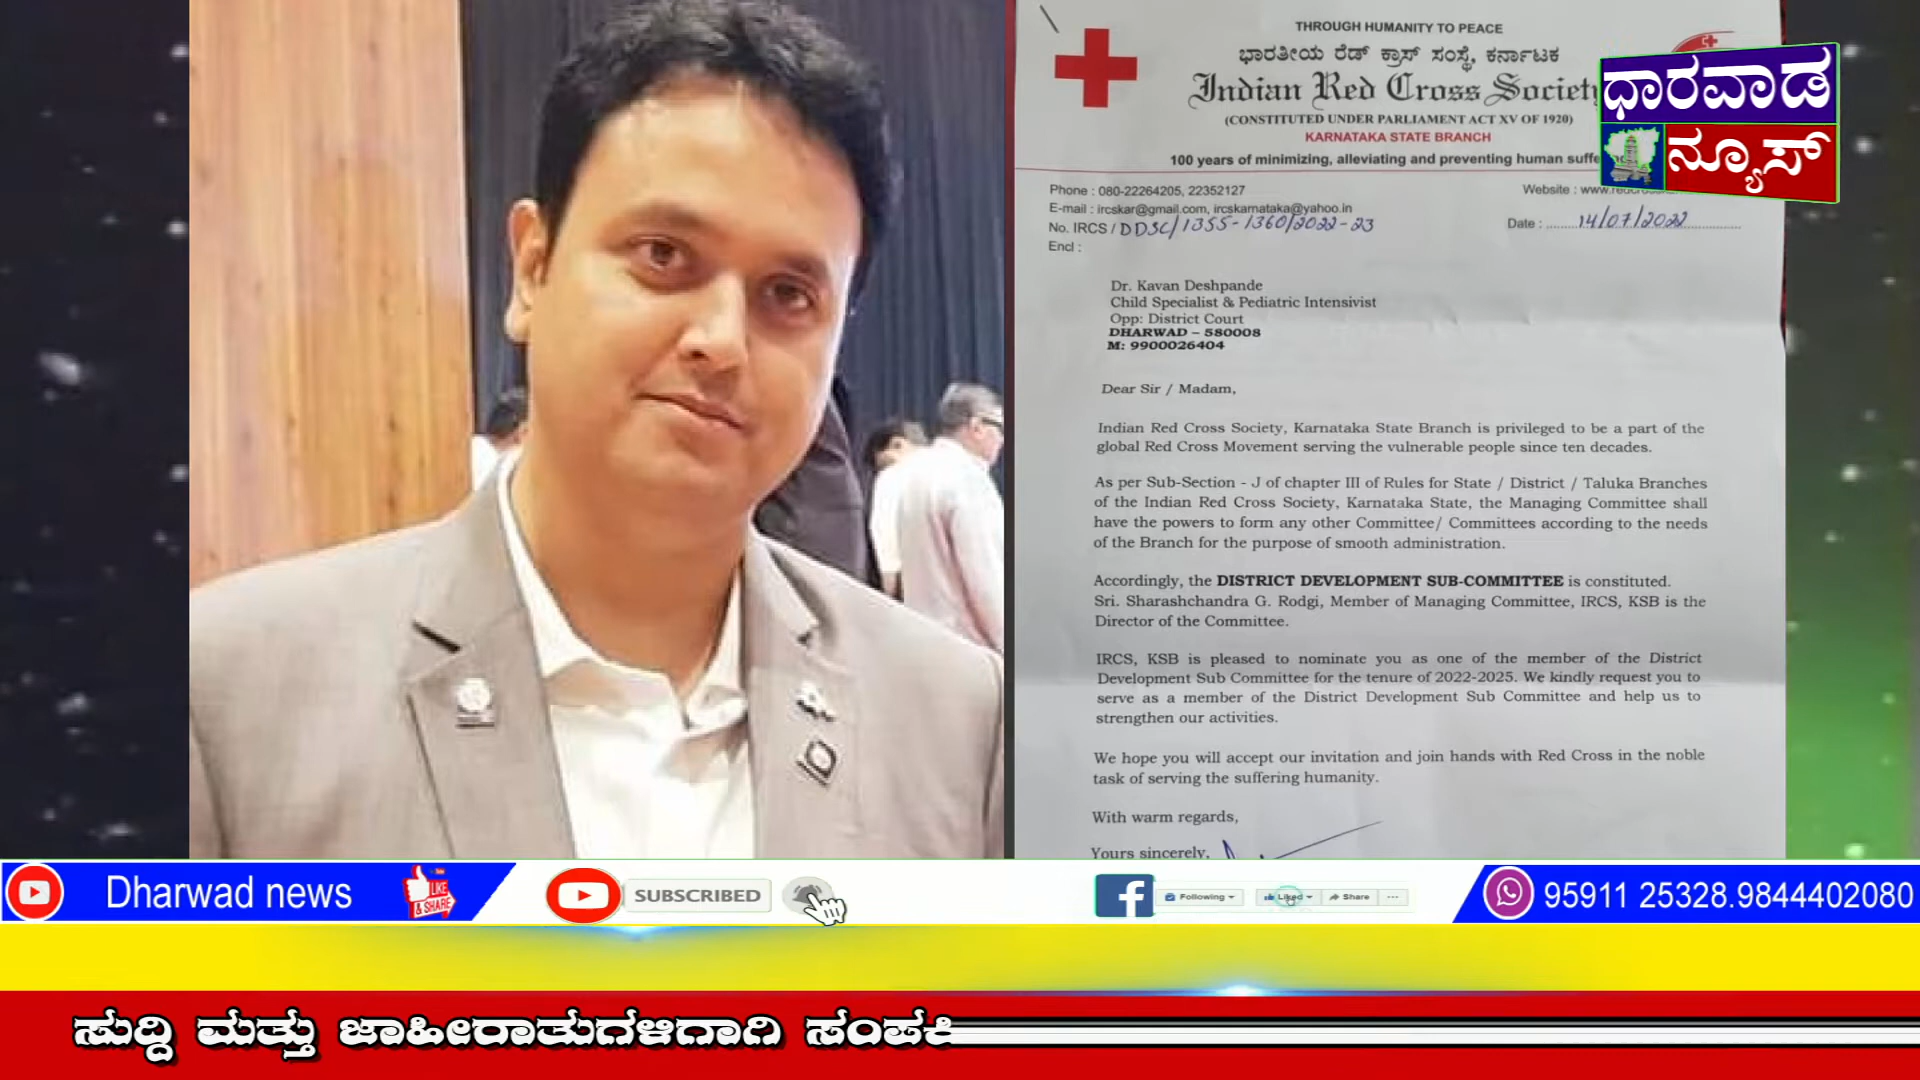 THROUGH HUMANITY TO PEACE
ಭಾರತೀಯ ರೆಡ್ ಕ್ರಾಸ್ ಸಂಸ್ಥೆ, ಕರ್ನಾಟಕ
Indian Red Cross Society
(CONSTITUTED UNDER PARLIAMENT ACT XV OF 1920)
KARNATAKA STATE BRANCH
100 years of minimizing, alleviating and preventing human
ಧಾರವಾಡ
ನ್ಯೂಸ್
Phone : 080-22264205, 22352127
Website :
E-mail : ircskar@gmail.com, ircskarnataka@yahoo.in
No. IRCS / DDSC/1355-1360/2022-23
Date : 14/07/2022
Encl :
Dr. Kavan Deshpande
Child Specialist & Pediatric Intensivist
Opp: District Court
DHARWAD – 580008
M: 9900026404
Dear Sir / Madam,
Indian Red Cross Society, Karnataka State Branch is privileged to be a part of the
global Red Cross Movement serving the vulnerable people since ten decades.
As per Sub-Section - J of chapter III of Rules for State / District / Taluka Branches
of the Indian Red Cross Society, Karnataka State, the Managing Committee shall
have the powers to form any other Committee/ Committees according to the needs
of the Branch for the purpose of smooth administration.
Accordingly, the DISTRICT DEVELOPMENT SUB-COMMITTEE is constituted.
Sri. Sharashchandra G. Rodgi, Member of Managing Committee, IRCS, KSB is the
Director of the Committee.
IRCS, KSB is pleased to nominate you as one of the member of the District
Development Sub Committee for the tenure of 2022-2025. We kindly request you to
serve as a member of the District Development Sub Committee and help us to
strengthen our activities.
We hope you will accept our invitation and join hands with Red Cross in the noble
task of serving the suffering humanity.
With warm regards,
Yours sincerely,
Dharwad news
LIKE
& SHARE
SUBSCRIBED
Following
Liked
Share
95911 25328.9844402080
ಸುದ್ದಿ ಮತ್ತು ಜಾಹೀರಾತುಗಳಿಗಾಗಿ